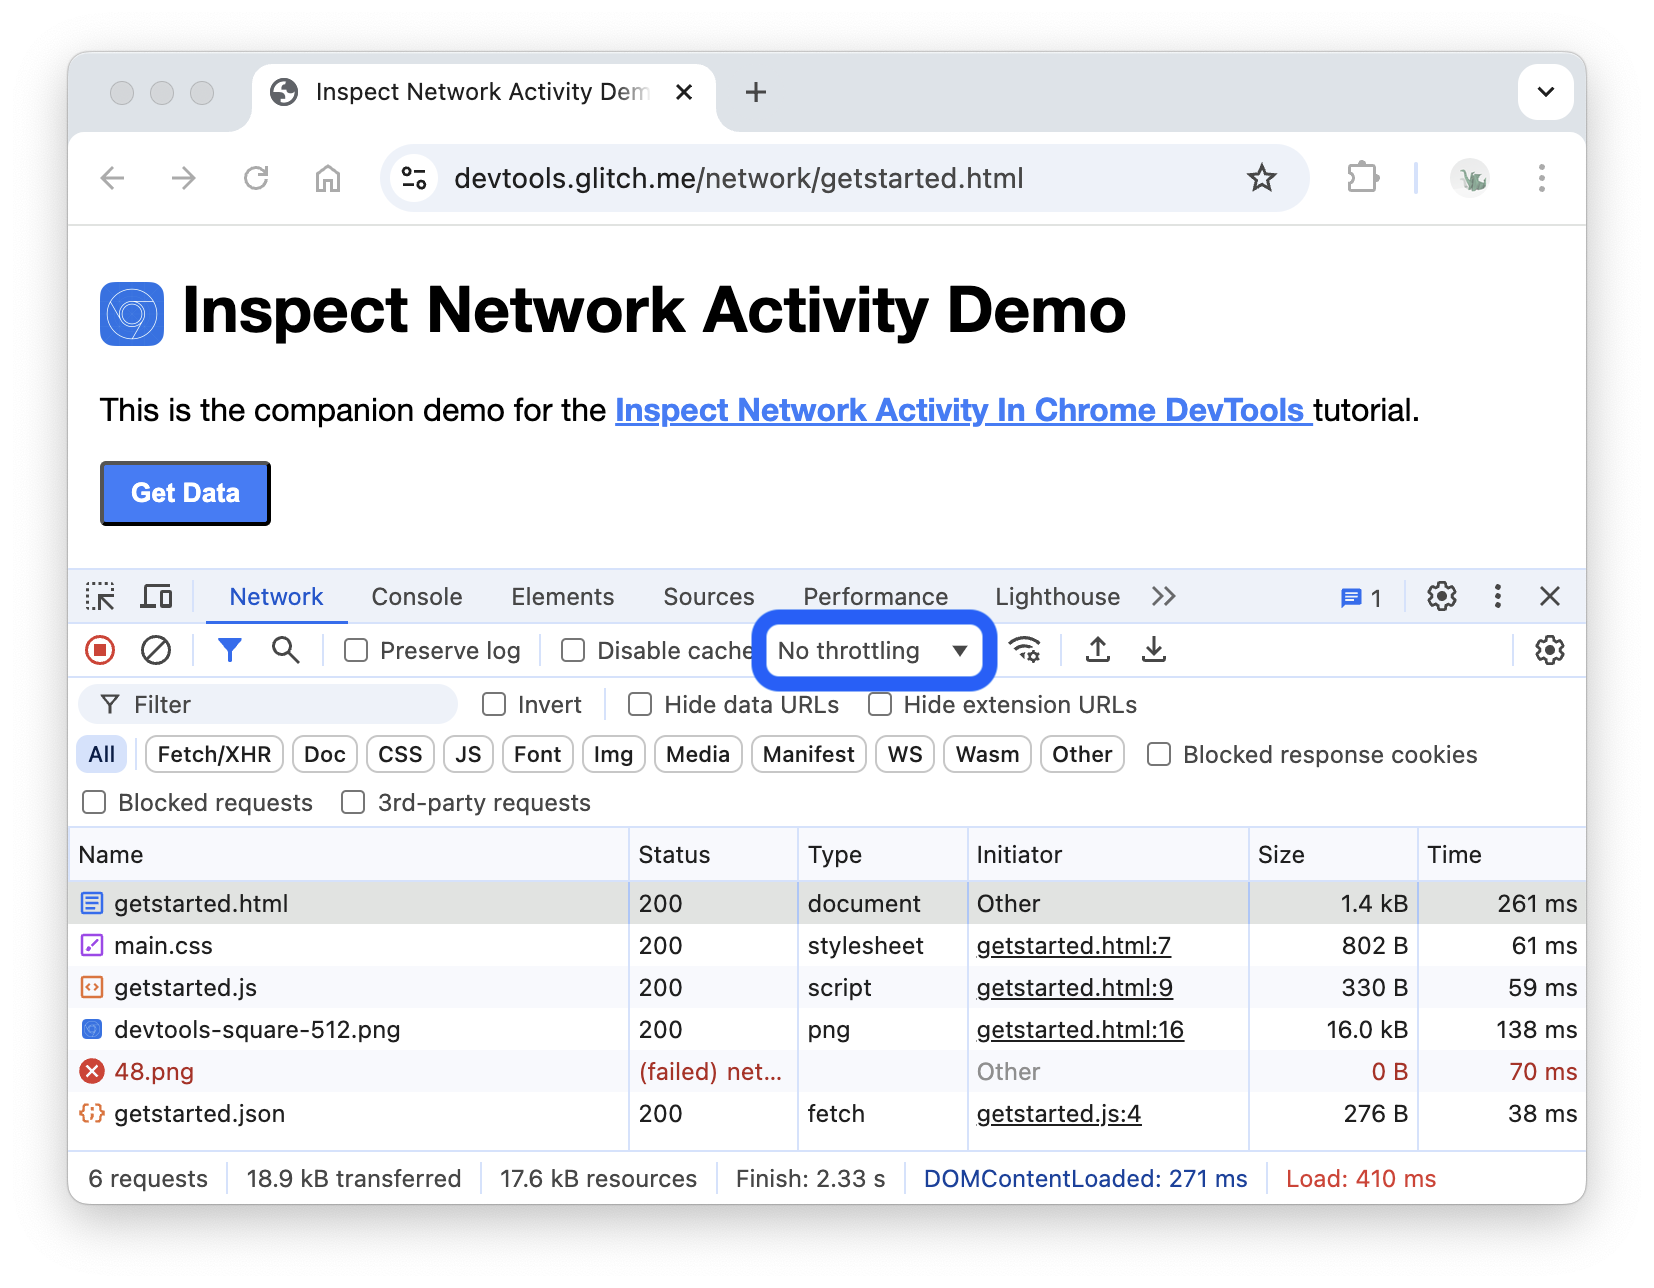 Inspect Network Activity Dem
devtools.glitch.me/network/getstarted.html
Inspect Network Activity Demo
This is the companion demo for the Inspect Network Activity In Chrome DevTools tutorial.
Get Data
Network Console Elements Sources Performance Lighthouse 1
Preserve log Disable cache No throttling
Filter Invert Hide data URLs Hide extension URLs
All Fetch/XHR Doc CSS JS Font Img Media Manifest WS Wasm Other Blocked response cookies
Blocked requests 3rd-party requests
Name Status Type Initiator Size Time
getstarted.html 200 document Other 1.4 kB 261 ms
main.css 200 stylesheet getstarted.html:7 802 B 61 ms
getstarted.js 200 script getstarted.html:9 330 B 59 ms
devtools-square-512.png 200 png getstarted.html:16 16.0 kB 138 ms
48.png (failed) net... Other 0 B 70 ms
getstarted.json 200 fetch getstarted.js:4 276 B 38 ms
6 requests 18.9 kB transferred 17.6 kB resources Finish: 2.33 s DOMContentLoaded: 271 ms Load: 410 ms